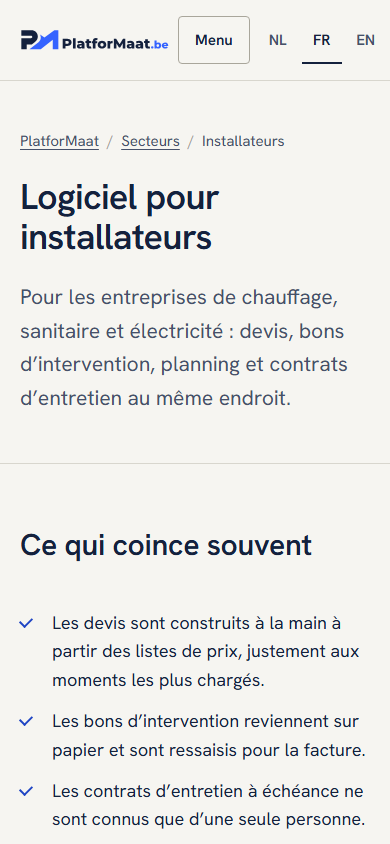 PlatforMaat.be
Menu
NL
FR
EN
PlatforMaat / Secteurs / Installateurs
Logiciel pour
installateurs
Pour les entreprises de chauffage,
sanitaire et électricité : devis, bons
d’intervention, planning et contrats
d’entretien au même endroit.
Ce qui coince souvent
Les devis sont construits à la main à
partir des listes de prix, justement aux
moments les plus chargés.
Les bons d’intervention reviennent sur
papier et sont ressaisis pour la facture.
Les contrats d’entretien à échéance ne
sont connus que d’une seule personne.